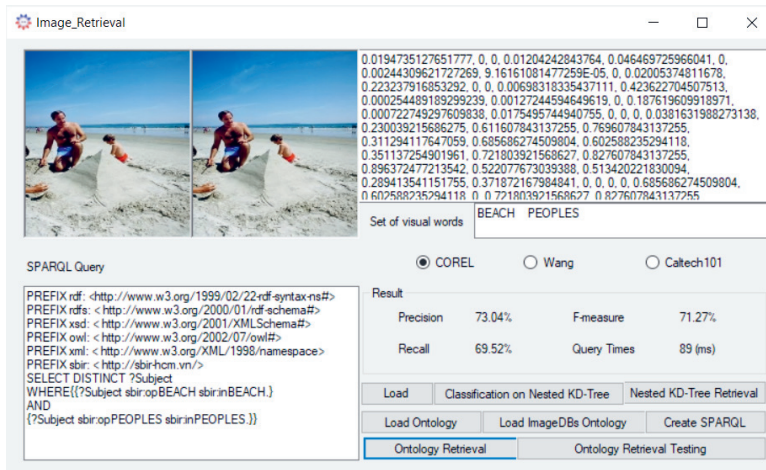 Image_Retrieval
0.0194735127651777, 0, 0, 0.01204242843764, 0.046469725966041, 0,
0.00244309621727269, 9.16161081477259E-05, 0, 0.02005374811678,
0.223237916853292, 0, 0, 0.00698318335437111, 0.423622704507513,
0.000254489189299239, 0.00127244594649619, 0, 0.187619609918971,
0.000722749297609838, 0.0175495744940755, 0, 0, 0, 0.0381631988273138,
0.230039215686275, 0.611607843137255, 0.769607843137255,
0.311294117647059, 0.685686274509804, 0.602588235294118,
0.351137254901961, 0.721803921568627, 0.827607843137255,
0.896372477213542, 0.522077673039388, 0.513420221830094,
0.289413541151755, 0.371872167984841, 0, 0, 0, 0, 0.685686274509804,
0.602588235294118, 0, 0.721803921568627, 0.827607843137255
Set of visual words
BEACH PEOPLES
SPARQL Query
COREL
Wang
Caltech101
PREFIX rdf: <http://www.w3.org/1999/02/22-rdf-syntax-ns#>
PREFIX rdfs: < http://www.w3.org/2000/01/rdf-schema#>
PREFIX xsd: < http://www.w3.org/2001/XMLSchema#>
PREFIX owl: < http://www.w3.org/2002/07/owl#>
PREFIX xml: < http://www.w3.org/XML/1998/namespace>
PREFIX sbir: < http://sbir-hcm.vn/>
SELECT DISTINCT ?Subject
WHERE{{?Subject sbir:opBEACH sbir:inBEACH.}
AND
{?Subject sbir:opPEOPLES sbir:inPEOPLES.}}
Result
Precision 73.04% F-measure 71.27%
Recall 69.52% Query Times 89 (ms)
Load Classification on Nested KD-Tree Nested KD-Tree Retrieval
Load Ontology Load ImageDBs Ontology Create SPARQL
Ontology Retrieval Ontology Retrieval Testing